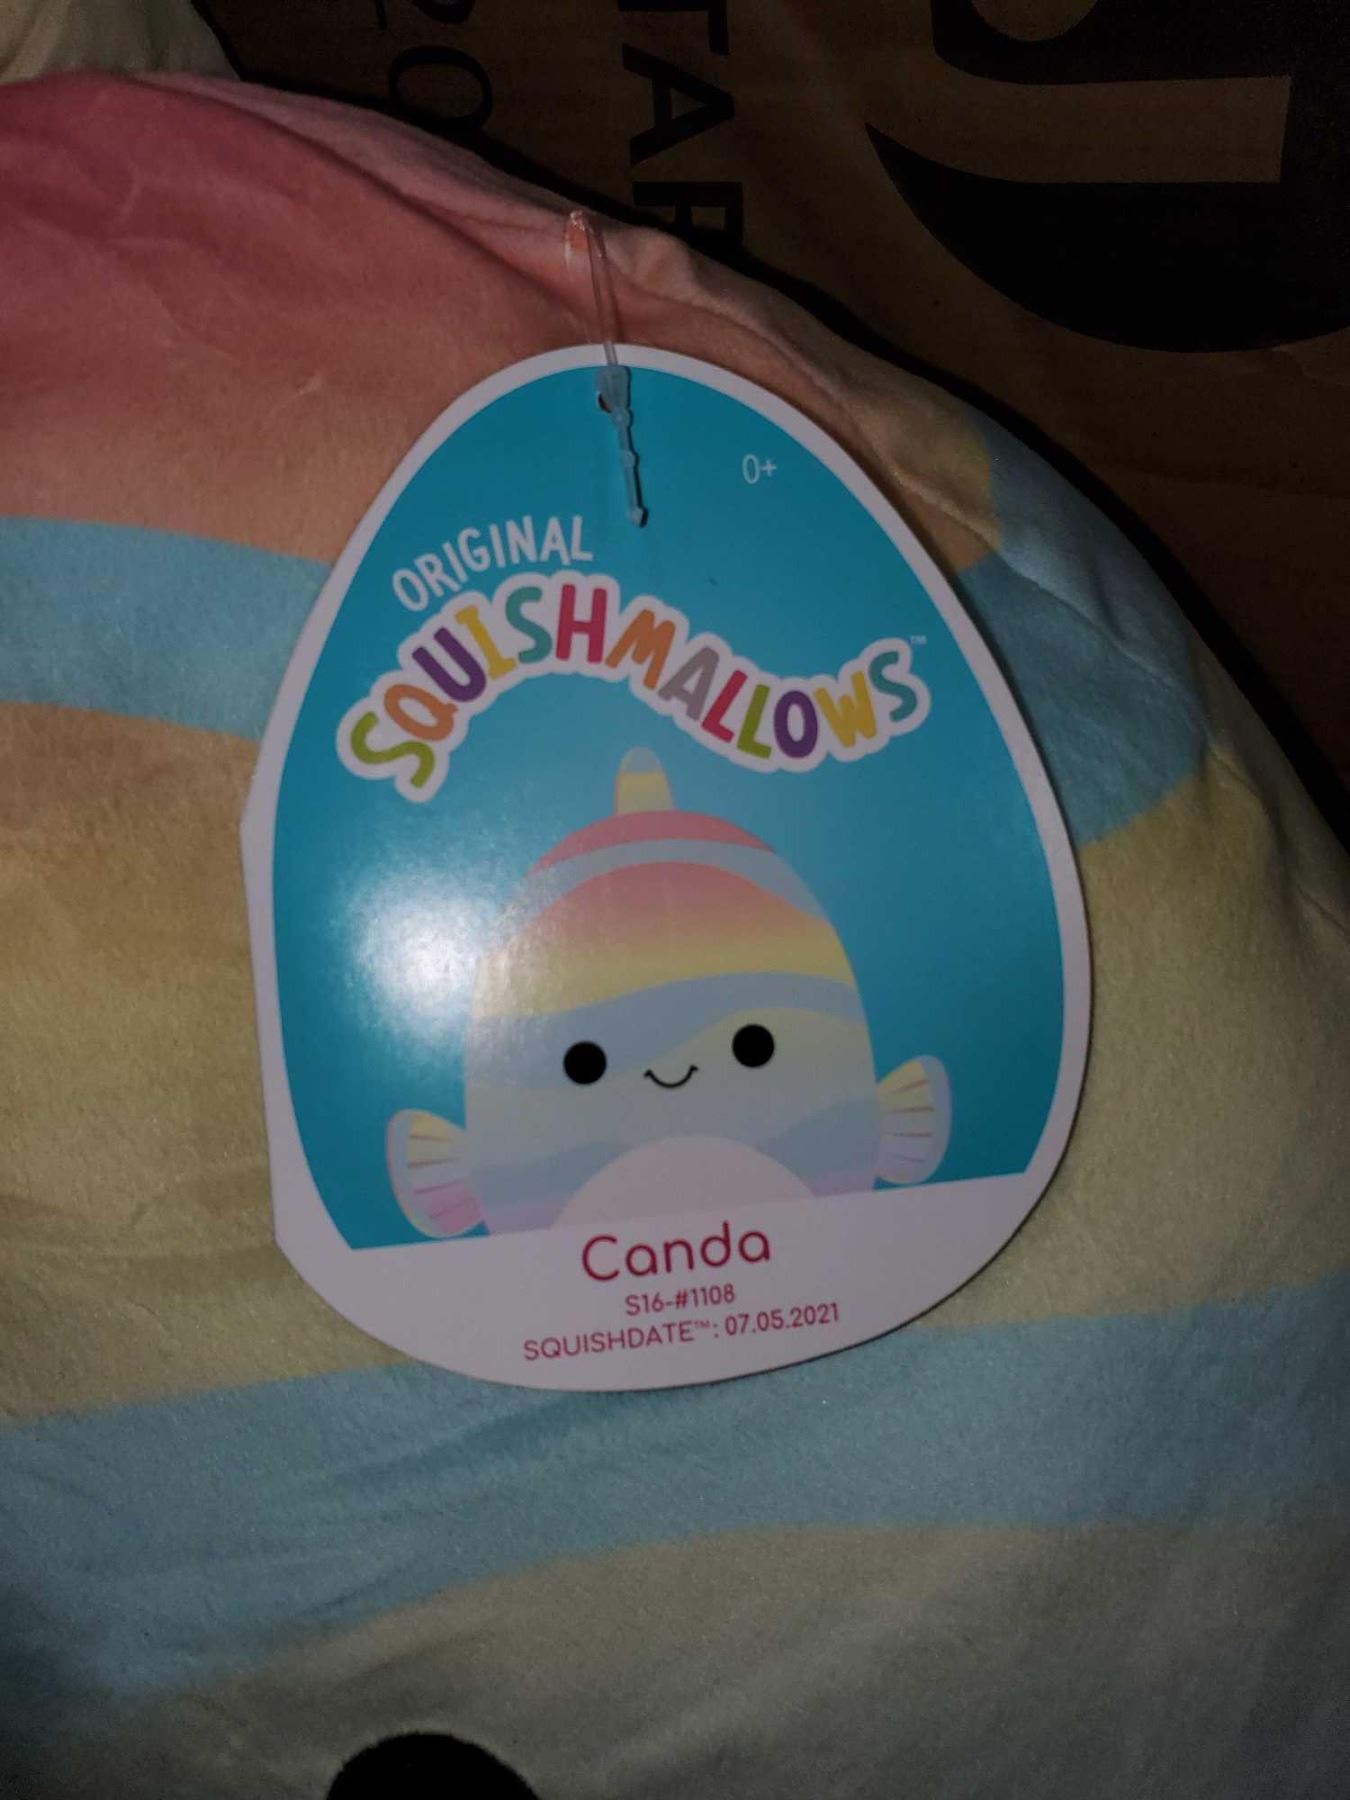 0+
ORIGINAL
SQUISHMALLOWS™
Canda
S16-#1108
SQUISHDATE™: 07.05.2021